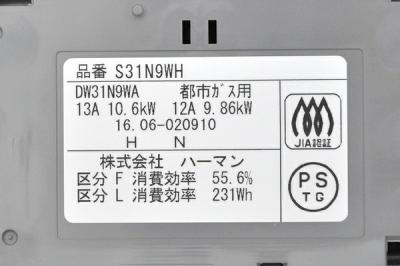 品番 S31N9WH
DW31N9WA 都市ガス用
13A 10.6kW 12A 9.86kW
16.06-020910
H N
JIA認証
株式会社 ハーマン
区分 F 消費効率 55.6%
区分 L 消費効率 231Wh
PS
TG